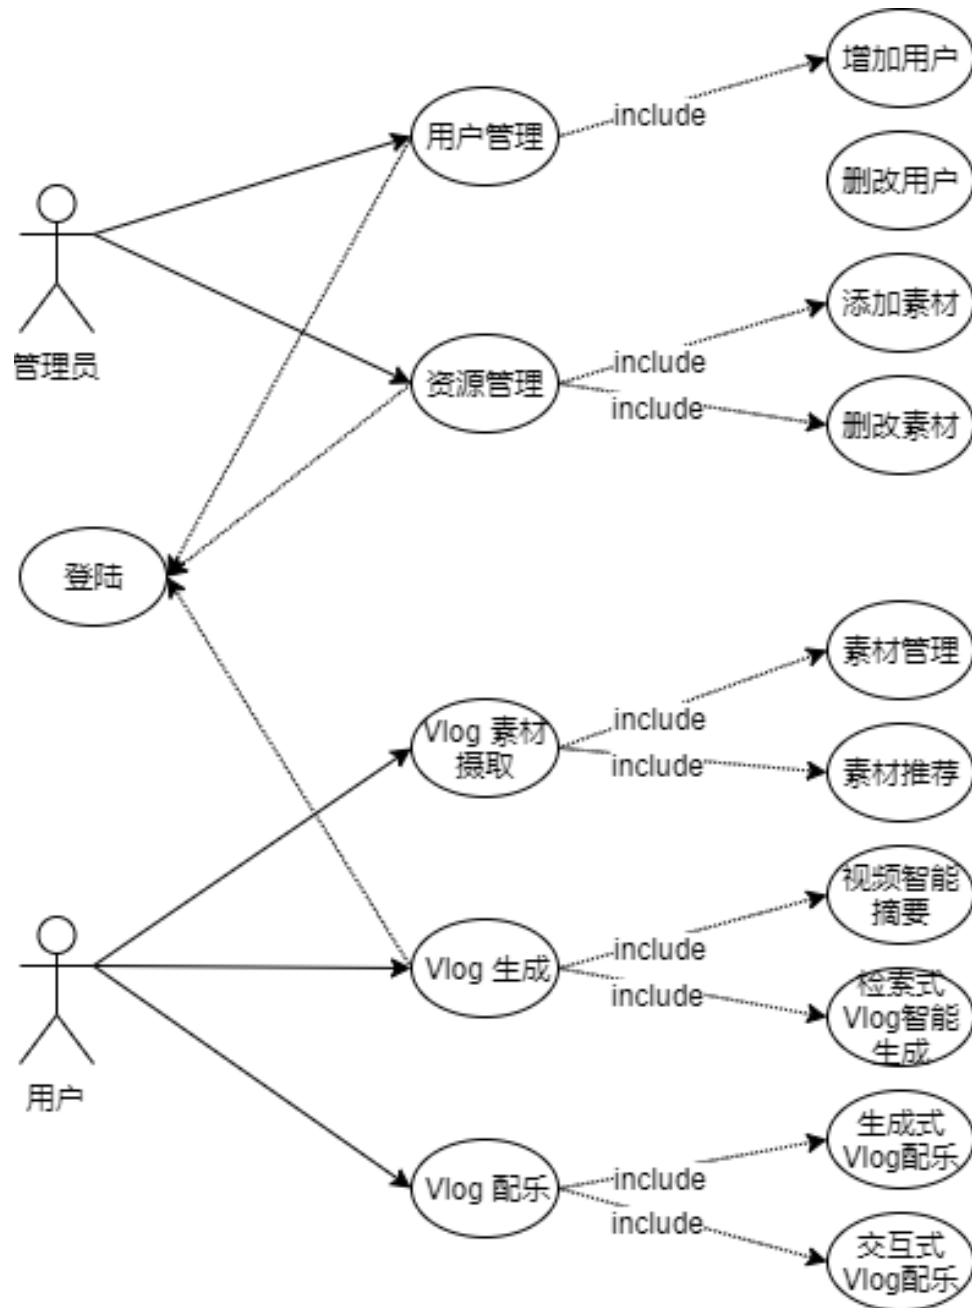 增加用户
用户管理
include
删改用户
管理员
添加素材
资源管理
include
include
删改素材
登陆
素材管理
Vlog 素材
摄取
include
include
素材推荐
视频智能
摘要
用户
Vlog 生成
include
include
检索式
Vlog智能
生成
生成式
Vlog配乐
Vlog 配乐
include
include
交互式
Vlog配乐